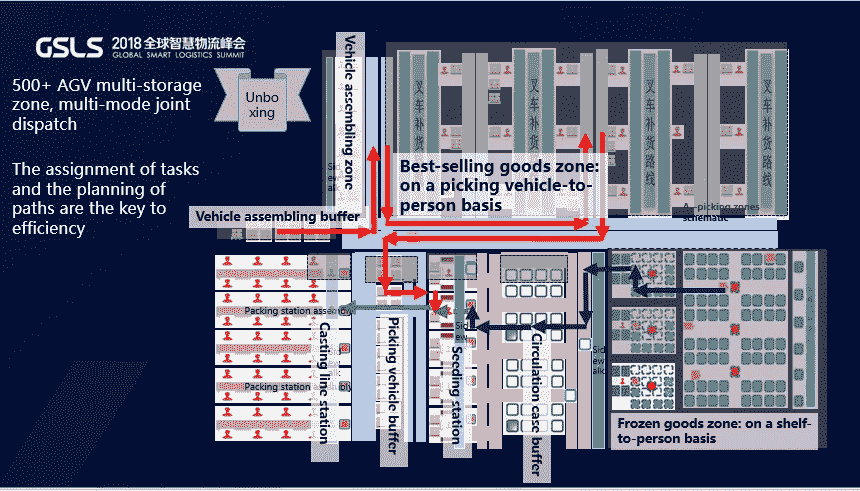 GSLS 2018全球智慧物流峰会
GLOBAL SMART LOGISTICS SUMMIT
500+ AGV multi-storage
zone, multi-mode joint
dispatch
The assignment of tasks
and the planning of
paths are the key to
efficiency
Unbo
xing
Vehicle assembling zone
Vehicle assembling buffer
Best-selling goods zone:
on a picking vehicle-to-
person basis
叉车补货路线
叉车补货路线
叉车补货路线
叉车补货路线
picking zones
schematic
Packing station
Packing station
Casting line station
Picking vehicle buffer
Seeding station
Circulation case buffer
Frozen goods zone: on a shelf-
to-person basis